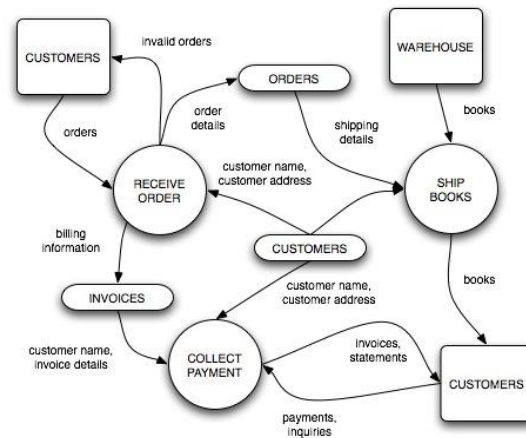 CUSTOMERS
invalid orders
WAREHOUSE
ORDERS
orders
order
details
books
shipping
details
customer name,
customer address
RECEIVE
ORDER
SHIP
BOOKS
billing
information
CUSTOMERS
books
INVOICES
customer name,
customer address
customer name,
invoice details
COLLECT
PAYMENT
invoices,
statements
CUSTOMERS
payments,
inquiries